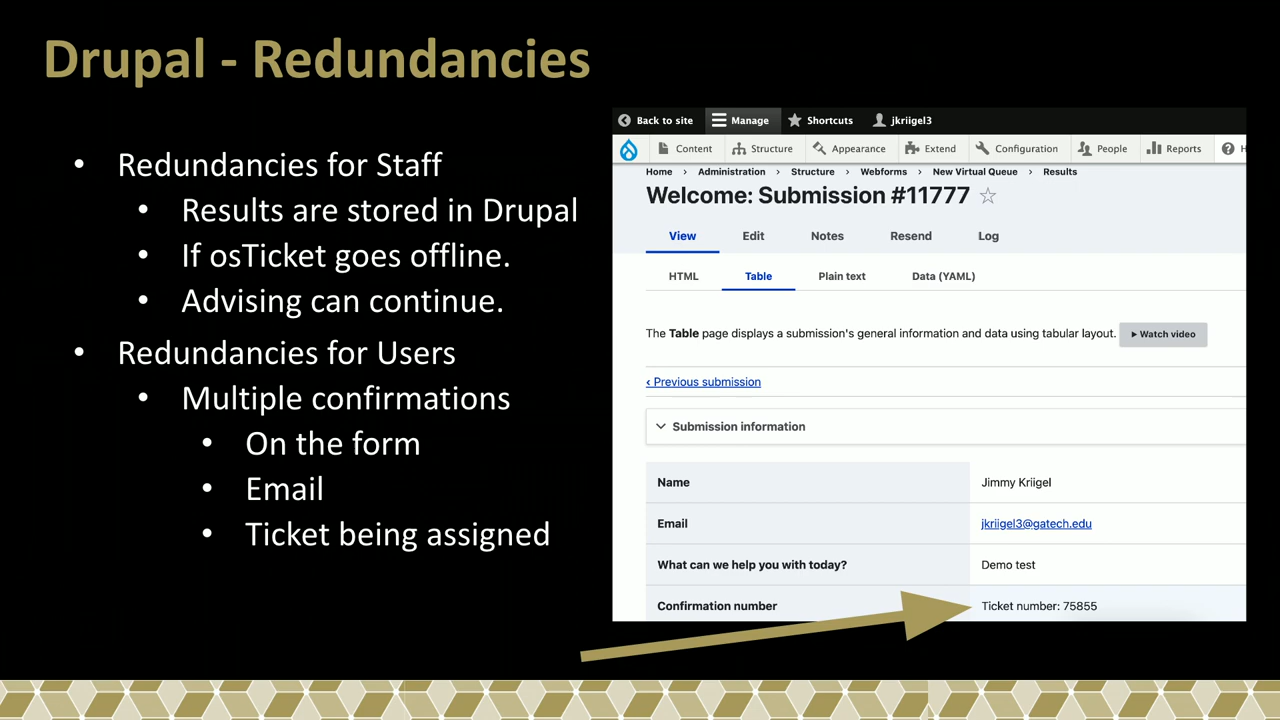 Drupal - Redundancies
• Redundancies for Staff
• Results are stored in Drupal
• If osTicket goes offline.
• Advising can continue.
• Redundancies for Users
• Multiple confirmations
• On the form
• Email
• Ticket being assigned
Back to site Manage Shortcuts jkriigel3
Content Structure Appearance Extend Configuration People Reports H
Home › Administration › Structure › Webforms › New Virtual Queue › Results
Welcome: Submission #11777
View Edit Notes Resend Log
HTML Table Plain text Data (YAML)
The Table page displays a submission's general information and data using tabular layout. Watch video
‹ Previous submission
Submission information
Name Jimmy Kriigel
Email jkriigel3@gatech.edu
What can we help you with today? Demo test
Confirmation number Ticket number: 75855